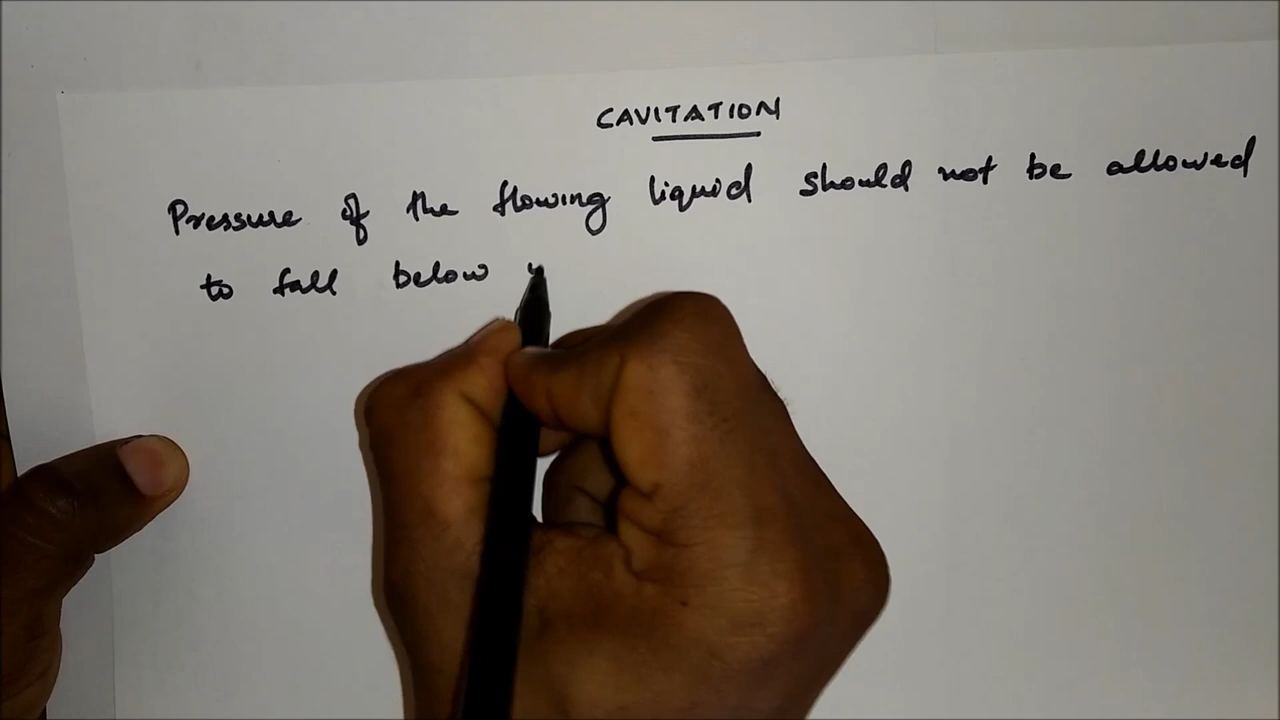 CAVITATION
Pressure of the flowing liquid should not be allowed
to fall below